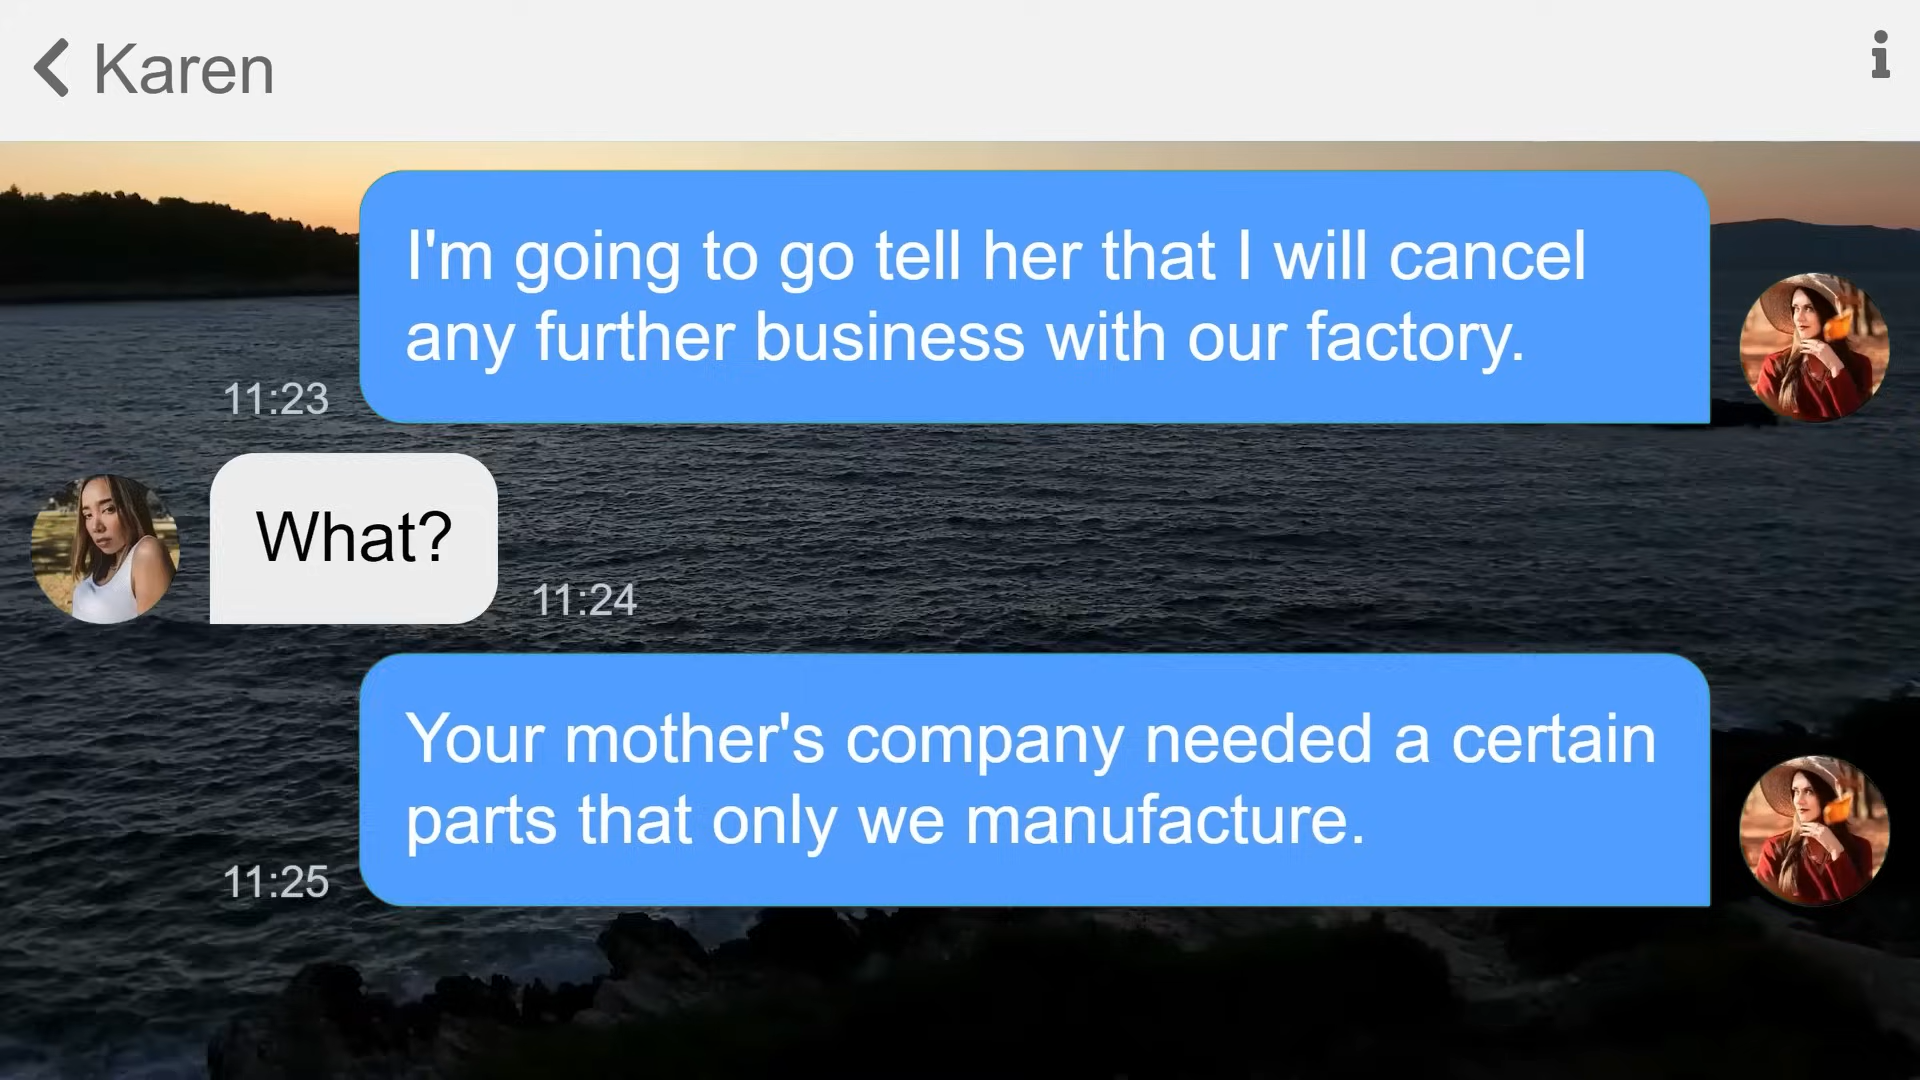 Karen
I'm going to go tell her that I will cancel
any further business with our factory.
11:23
What?
11:24
Your mother's company needed a certain
parts that only we manufacture.
11:25